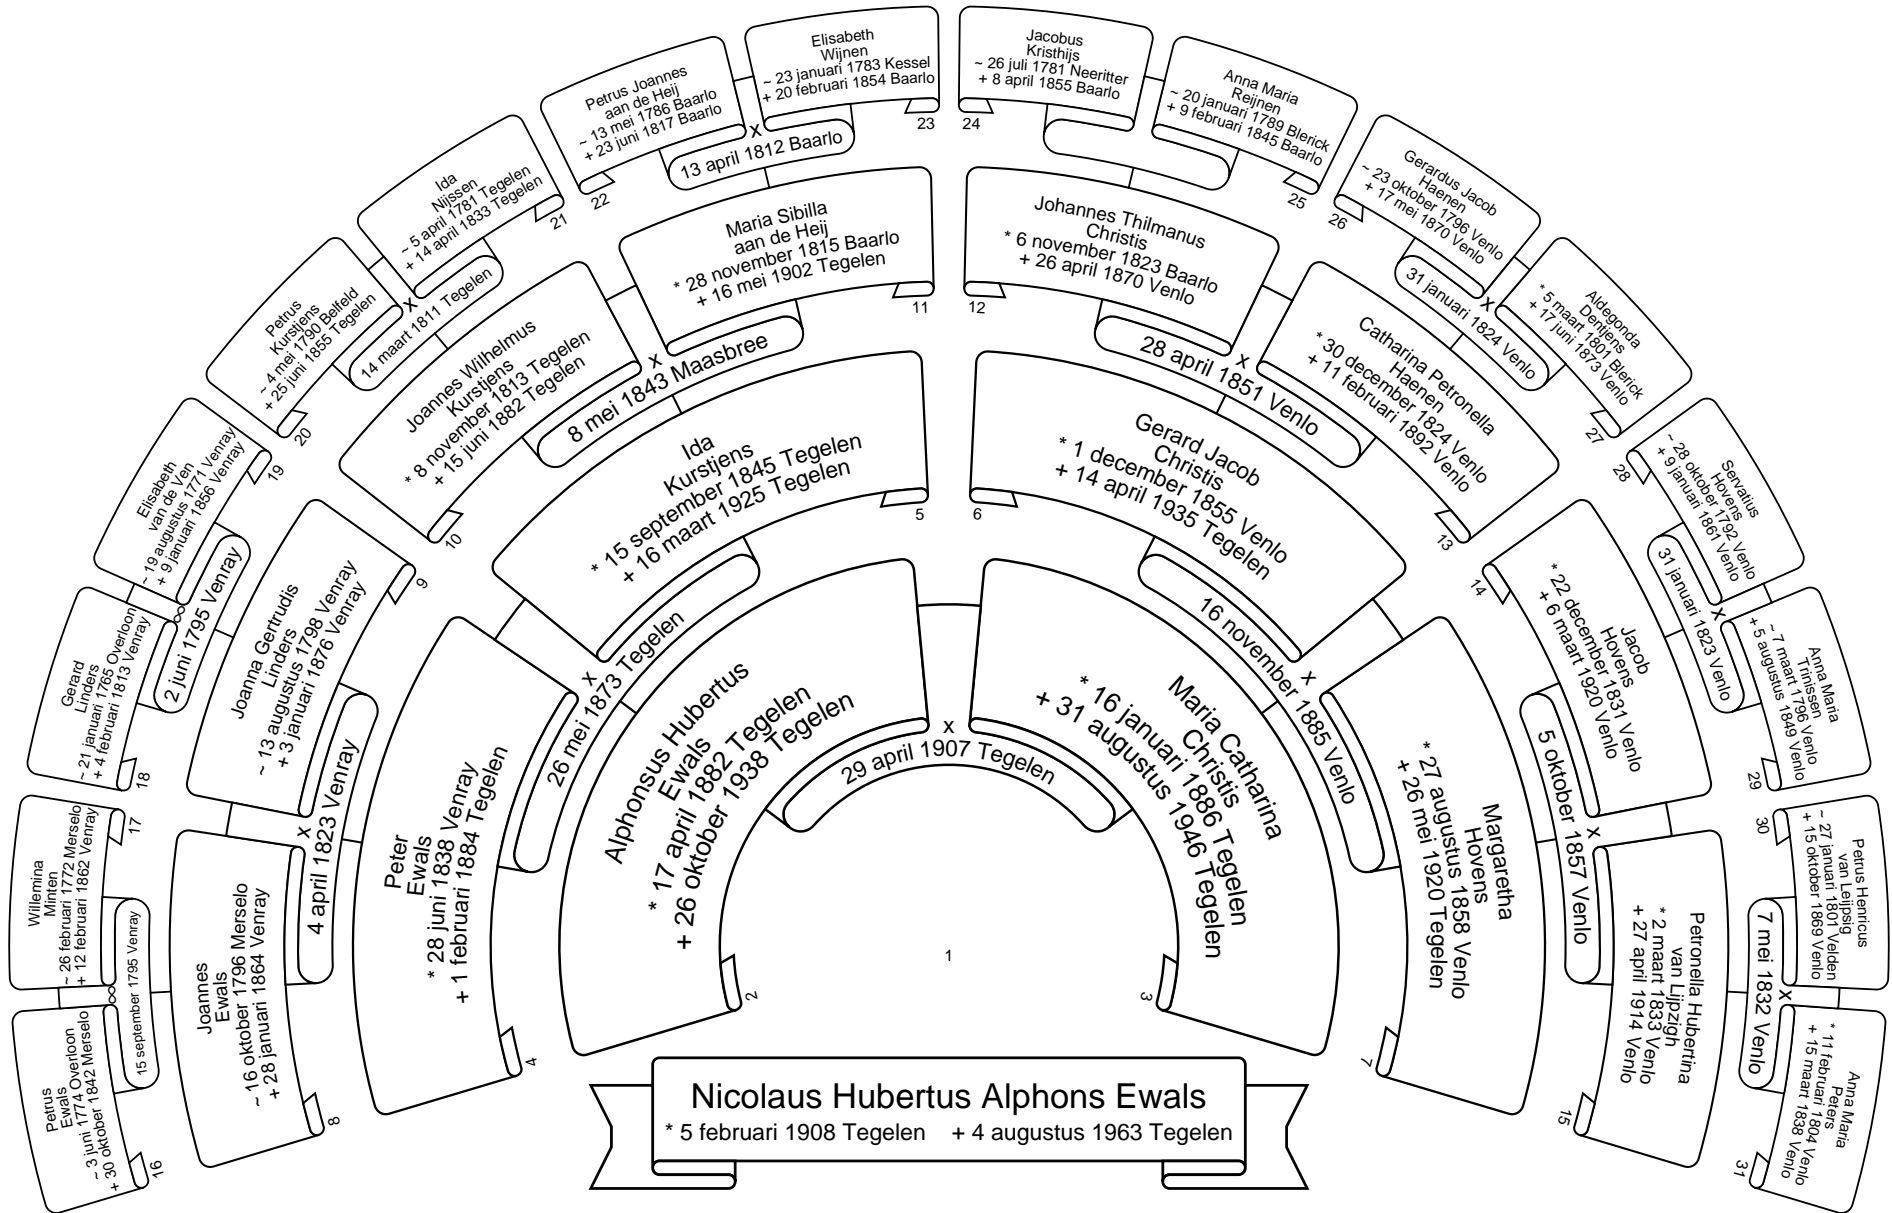 Nicolaus Hubertus Alphons Ewals
* 5 februari 1908 Tegelen + 4 augustus 1963 Tegelen
1
Alphonsus Hubertus
Ewals
* 17 april 1882 Tegelen
+ 26 oktober 1938 Tegelen
2
x
29 april 1907 Tegelen
Maria Catharina
Christis
* 16 januari 1886 Tegelen
+ 31 augustus 1946 Tegelen
3
Peter
Ewals
* 28 juni 1838 Venray
+ 1 februari 1884 Tegelen
4
x
26 mei 1873 Tegelen
Ida
Kurstjens
* 15 september 1845 Tegelen
+ 16 maart 1925 Tegelen
5
Gerard Jacob
Christis
* 1 december 1855 Venlo
+ 14 april 1935 Tegelen
6
x
16 november 1885 Venlo
Margaretha
Hovens
* 27 augustus 1858 Venlo
+ 26 mei 1920 Tegelen
7
Joannes
Ewals
~ 16 oktober 1796 Merselo
+ 28 januari 1864 Venray
8
x
4 april 1823 Venray
Joanna Gertrudis
Linders
~ 13 augustus 1798 Venray
+ 3 januari 1876 Venray
9
Joannes Wilhelmus
Kurstjens
* 8 november 1813 Tegelen
+ 15 juni 1882 Tegelen
10
x
8 mei 1843 Maasbree
Maria Sibilla
aan de Heij
* 28 november 1815 Baarlo
+ 16 mei 1902 Tegelen
11
Johannes Thilmanus
Christis
* 6 november 1823 Baarlo
+ 26 april 1870 Venlo
12
x
28 april 1851 Venlo
Catharina Petronella
Haenen
* 30 december 1824 Venlo
+ 11 februari 1892 Venlo
13
Jacob
Hovens
* 22 december 1831 Venlo
+ 6 maart 1920 Venlo
14
x
5 oktober 1857 Venlo
Petronella Hubertina
van Lijpzigh
* 2 maart 1833 Venlo
+ 27 april 1914 Venlo
15
Petrus
Ewals
~ 3 juni 1774 Overloon
+ 30 oktober 1842 Merselo
16
∞
15 september 1795 Venray
Willemina
Minten
~ 26 februari 1772 Merselo
+ 12 februari 1862 Venray
17
Gerard
Linders
~ 21 januari 1765 Overloon
+ 4 februari 1813 Venray
18
∞
2 juni 1795 Venray
Elisabeth
van de Ven
~ 19 augustus 1771 Venray
+ 9 januari 1856 Venray
19
Petrus
Kurstjens
~ 4 mei 1790 Belfeld
+ 25 juni 1855 Tegelen
20
x
14 maart 1811 Tegelen
Ida
Nijssen
~ 5 april 1781 Tegelen
+ 14 april 1833 Tegelen
21
Petrus Joannes
aan de Heij
~ 13 mei 1786 Baarlo
+ 23 juni 1817 Baarlo
22
x
13 april 1812 Baarlo
Elisabeth
Wijnen
~ 23 januari 1783 Kessel
+ 20 februari 1854 Baarlo
23
Jacobus
Kristhijs
~ 26 juli 1781 Neeritter
+ 8 april 1855 Baarlo
24
Anna Maria
Reijnen
~ 20 januari 1789 Blerick
+ 9 februari 1845 Baarlo
25
Gerardus Jacob
Haenen
~ 23 oktober 1796 Venlo
+ 17 mei 1870 Venlo
26
x
31 januari 1824 Venlo
Aldegonda
Dentjens
* 5 maart 1801 Blerick
+ 17 juni 1873 Venlo
27
Servatius
Hovens
~ 28 oktober 1792 Venlo
+ 9 januari 1861 Venlo
28
x
31 januari 1823 Venlo
Anna Maria
Trinissen
~ 7 maart 1796 Venlo
+ 5 augustus 1849 Venlo
29
Petrus Henricus
van Leijpsig
~ 27 januari 1801 Velden
+ 15 oktober 1869 Venlo
30
x
7 mei 1832 Venlo
Anna Maria
Peters
* 11 februari 1804 Venlo
+ 15 maart 1838 Venlo
31